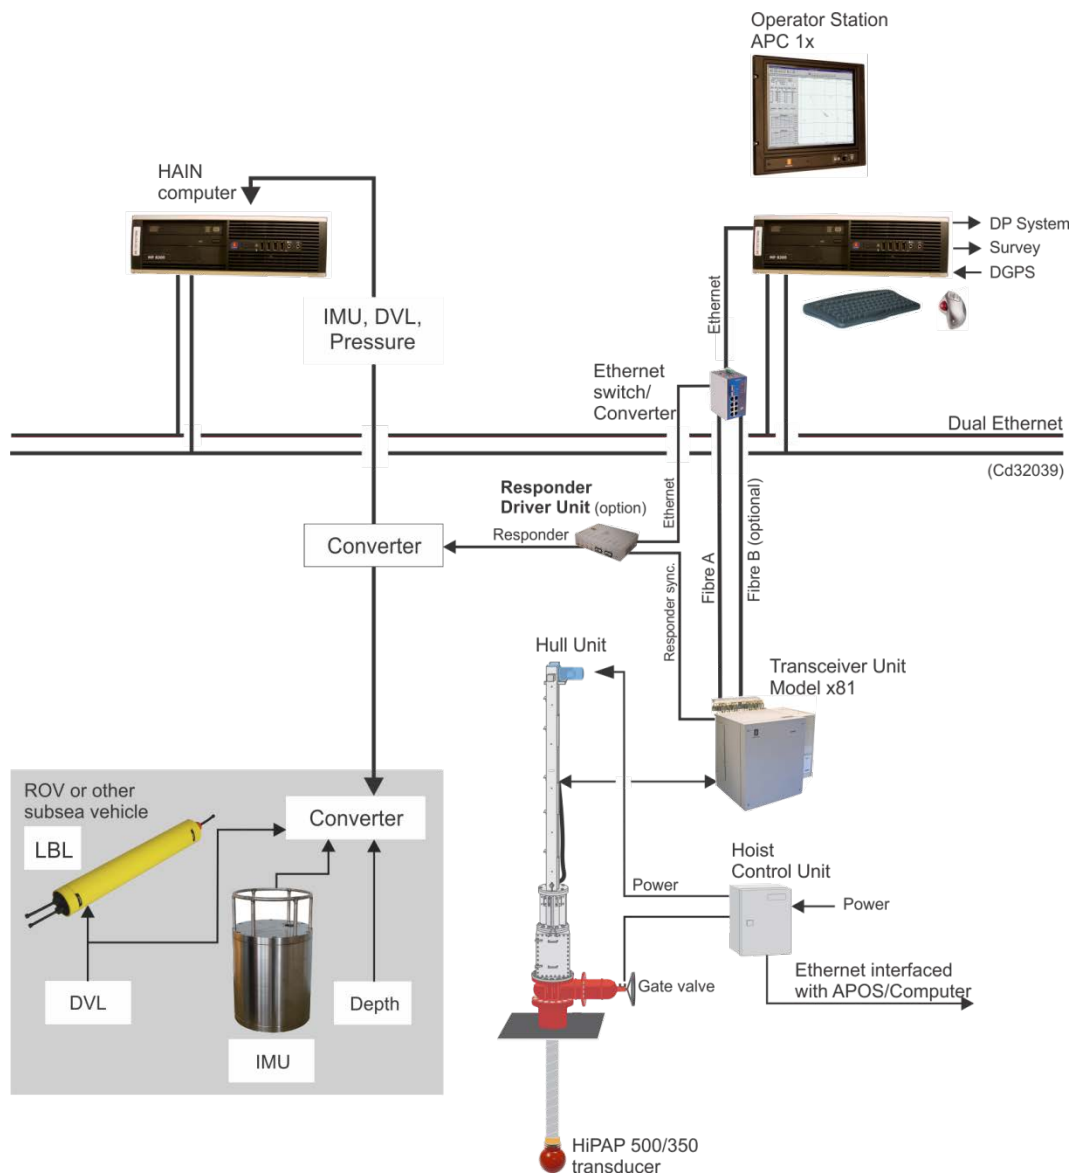 Operator Station
APC 1x
HAIN
computer
DP System
Survey
DGPS
Ethernet
IMU, DVL,
Pressure
Ethernet
switch/
Converter
Dual Ethernet
(Cd32039)
Responder
Driver Unit (option)
Ethernet
Responder
Converter
Fibre A
Fibre B (optional)
Responder sync.
Hull Unit
Transceiver Unit
Model x81
ROV or other
subsea vehicle
LBL
Converter
Hoist
Control Unit
Power
Power
Ethernet interfaced
with APOS/Computer
Gate valve
DVL
Depth
IMU
HiPAP 500/350
transducer